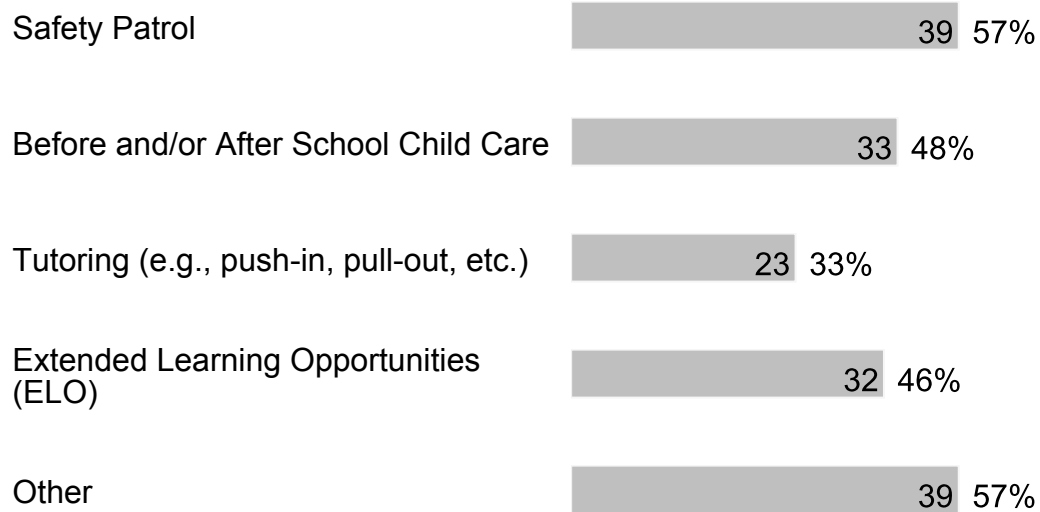 Safety Patrol 39 57%
Before and/or After School Child Care 33 48%
Tutoring (e.g., push-in, pull-out, etc.) 23 33%
Extended Learning Opportunities
(ELO) 32 46%
Other 39 57%